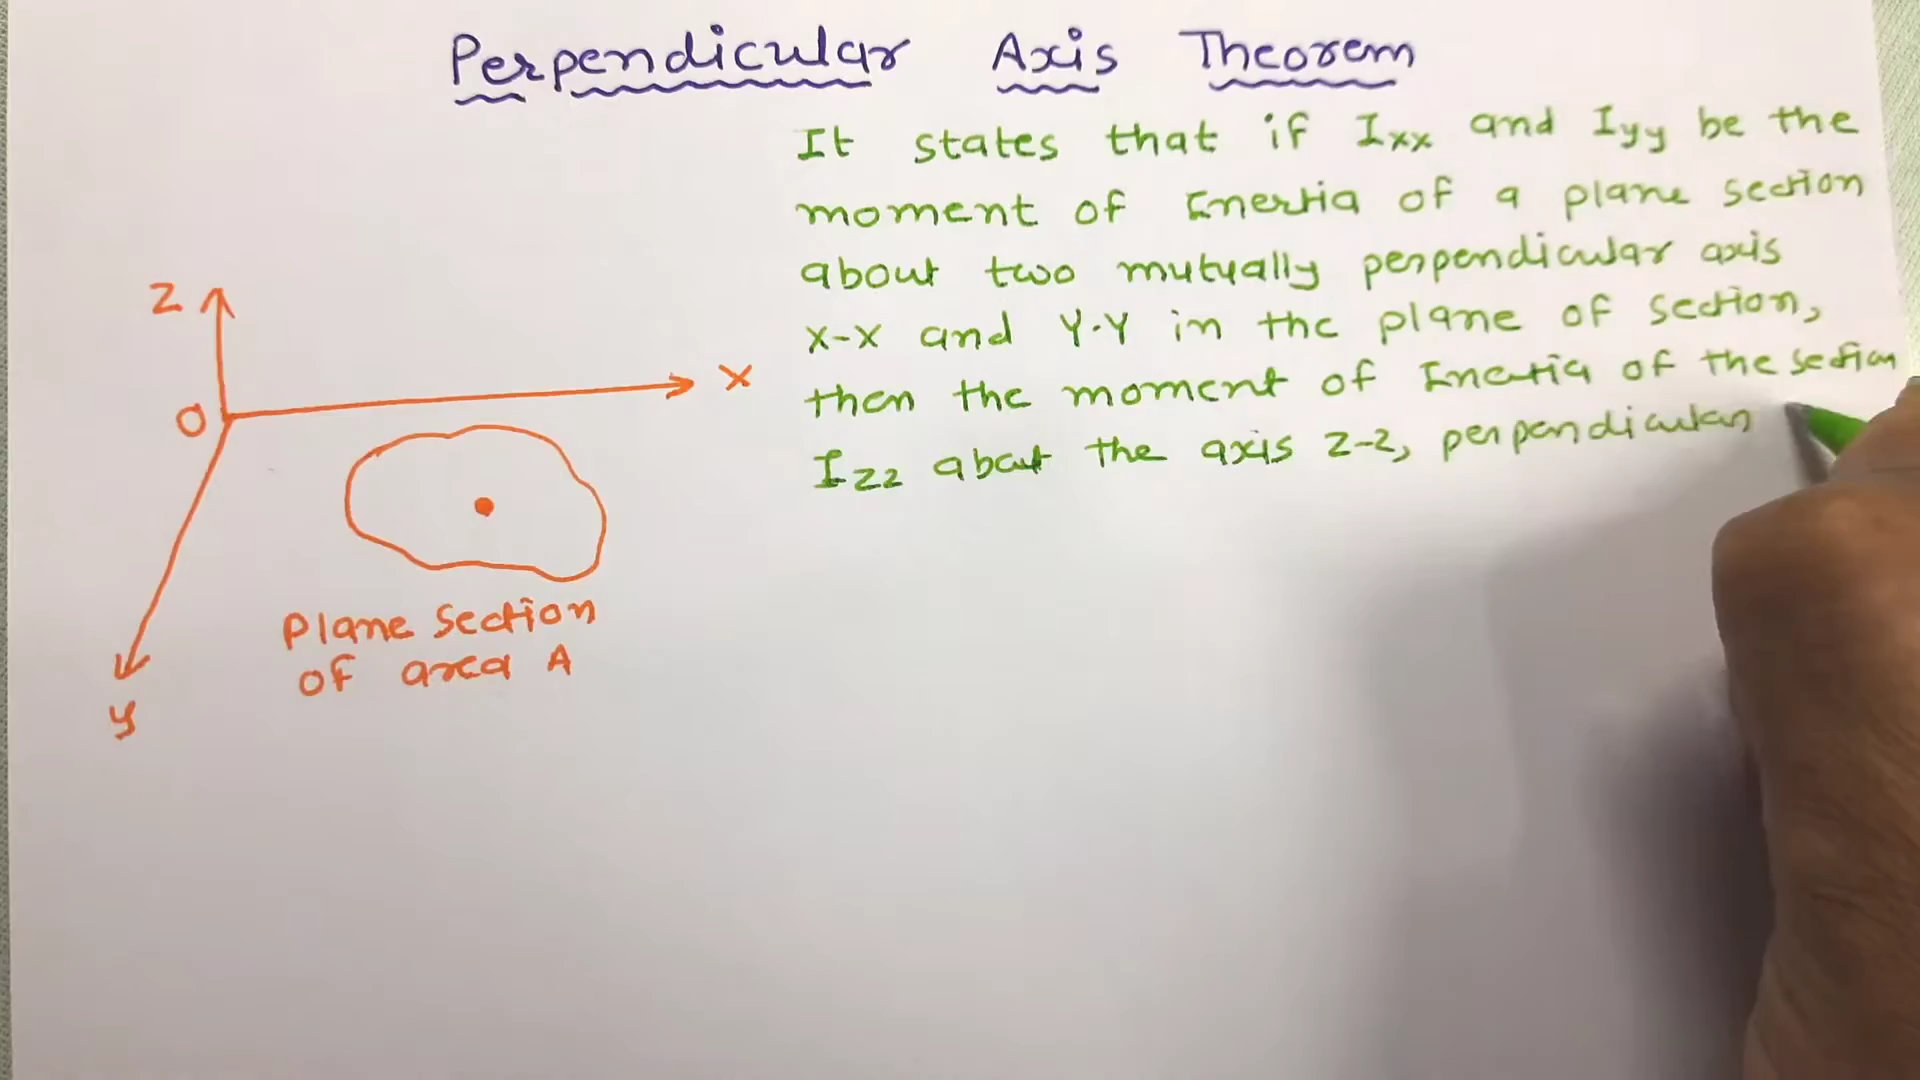 Perpendicular Axis Theorem
It states that if Ixx and Iyy be the
moment of Inertia of a plane section
about two mutually perpendicular axis
X-X and Y-Y in the plane of section,
then the moment of Inertia of the section
Izz about the axis z-z, perpendicular
Z
X
O
Plane section
of area A
y